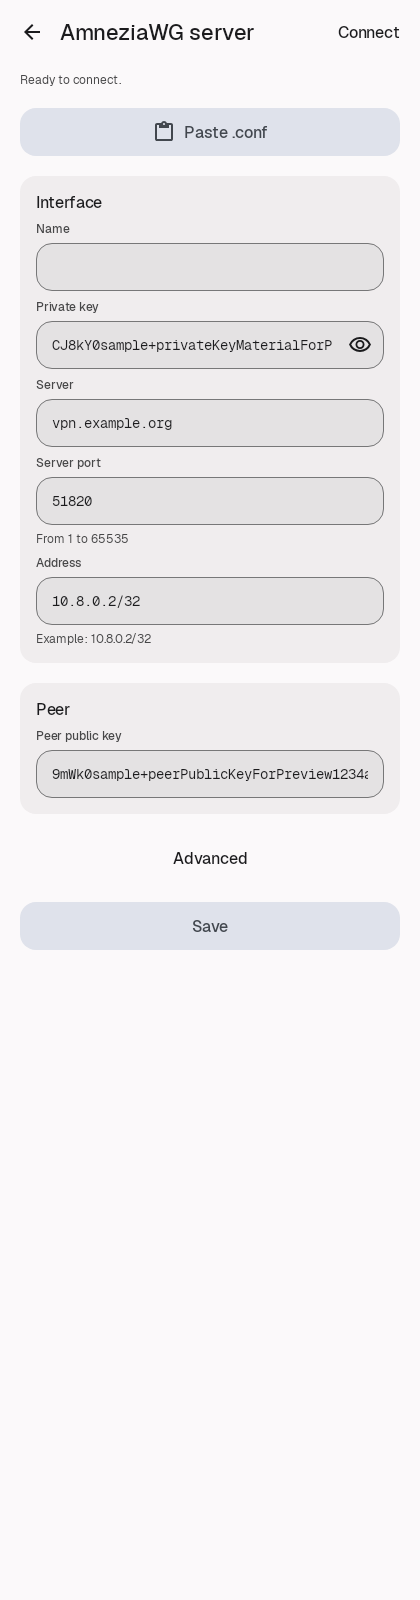 AmneziaWG server
Connect
Ready to connect.
Paste .conf
Interface
Name
Private key
CJ8kY0sample+privateKeyMaterialForP
Server
vpn.example.org
Server port
51820
From 1 to 65535
Address
10.8.0.2/32
Example: 10.8.0.2/32
Peer
Peer public key
9mWk0sample+peerPublicKeyForPreview1234a
Advanced
Save